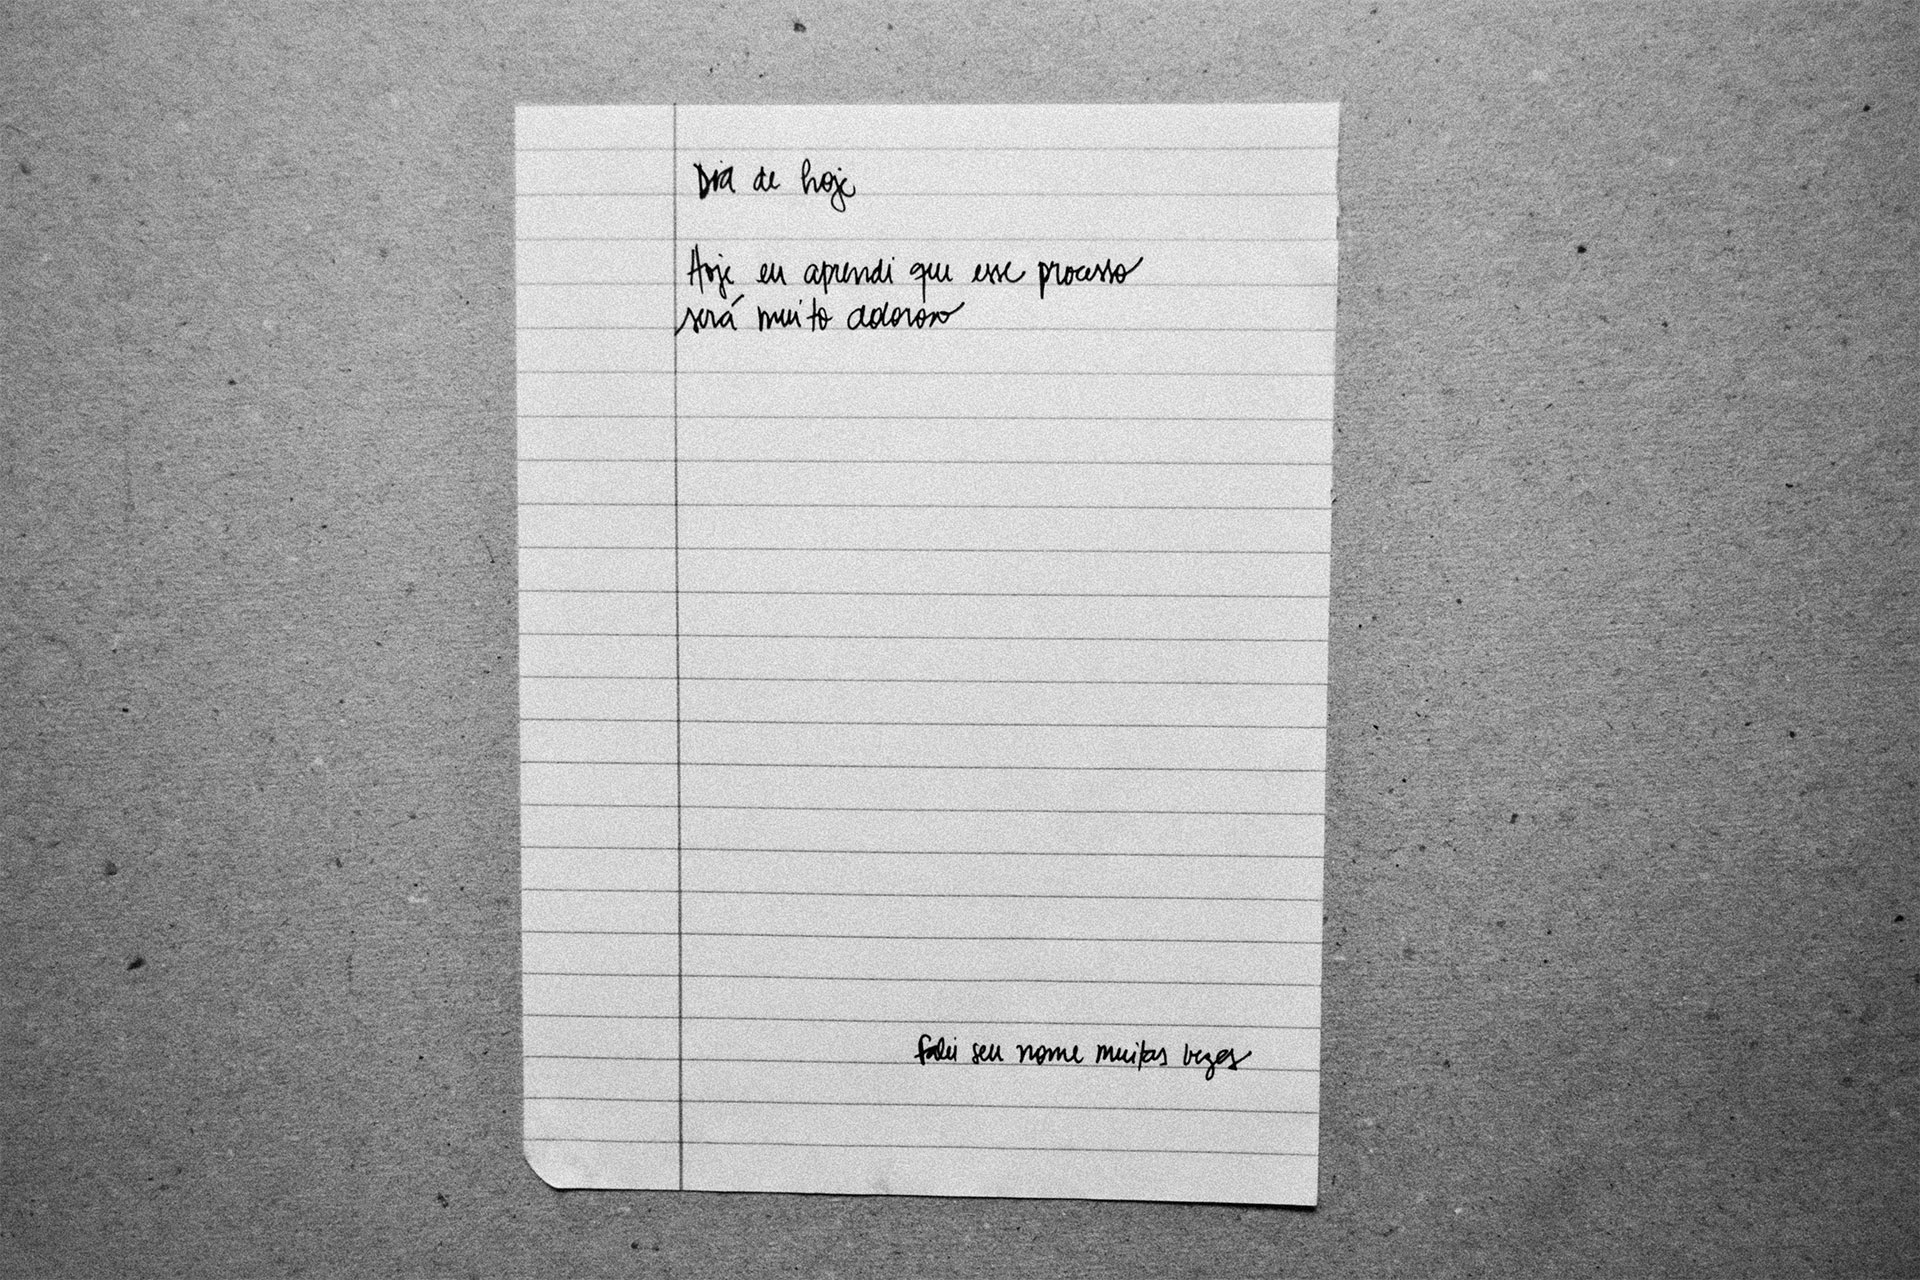 Dia de hoje
Hoje eu aprendi que esse processo
será muito doloroso
falei seu nome muitas vezes